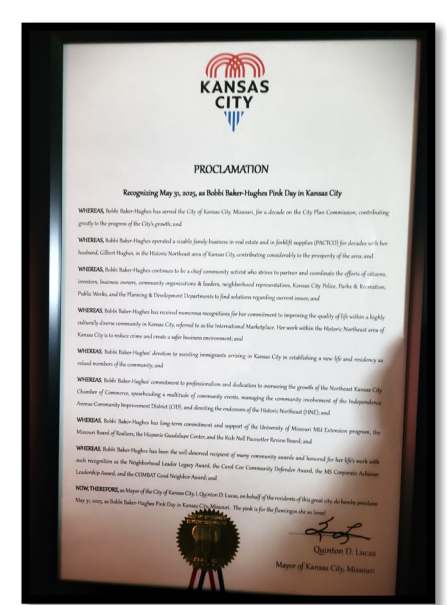 KANSAS
CITY
PROCLAMATION
Recognizing May 31, 2025, as Bobbi Baker-Hughes Pink Day in Kansas City
WHEREAS, Bobbi Baker-Hughes has served the City of Kansas City, Missouri, for a decade on the City Plan Commission, contributing
greatly to the progress of the City's growth; and
WHEREAS, Bobbi Baker-Hughes operated a sizable family business in real estate and in forklift supplies (PACTCO) for decades with her
husband, Gilbert Hughes, in the Historic Northeast area of Kansas City, contributing considerably to the prosperity of the area; and
WHEREAS, Bobbi Baker-Hughes continues to be a chief community activist who strives to partner and coordinate the efforts of citizens,
investors, business owners, community organizations & leaders, neighborhood representatives, Kansas City Police, Parks & Recreation,
Public Works, and the Planning & Development Departments to find solutions regarding current issues; and
WHEREAS, Bobbi Baker-Hughes has received numerous recognitions for her commitment to improving the quality of life within a highly
culturally diverse community in Kansas City, referred to as the International Marketplace. Her work within the Historic Northeast area of
Kansas City is to reduce crime and create a safer business environment; and
WHEREAS, Bobbi Baker-Hughes' devotion to assisting immigrants arriving in Kansas City in establishing a new life and residency as
valued members of the community; and
WHEREAS, Bobbi Baker-Hughes' commitment to professionalism and dedication to overseeing the growth of the Northeast Kansas City
Chamber of Commerce, spearheading a multitude of community events, managing the community involvement of the Independence
Avenue Community Improvement District (CID), and directing the endeavors of the Historic Northeast (HNE); and
WHEREAS, Bobbi Baker-Hughes has long-term commitment and support of the University of Missouri MU Extension program, the
Missouri Board of Realtors, the Hispanic Guadalupe Center, and the Rich Nall Pacesetter Review Board; and
WHEREAS, Bobbi Baker-Hughes has been the well deserved recipient of many community awards and honored for her life's work with
such recognition as the Neighborhood Leader Legacy Award, the Carol Coe Community Defender Award, the MS Corporate Achiever
Leadership Award, and the COMBAT Good Neighbor Award; and
NOW, THEREFORE, as Mayor of the City of Kansas City, I, Quinton D. Lucas, on behalf of the residents of this great city, do hereby proclaim
May 31, 2025, as Bobbi Baker-Hughes Pink Day in Kansas City, Missouri. The pink is for the flamingos she so loves!
Quinton D. Lucas
Mayor of Kansas City, Missouri